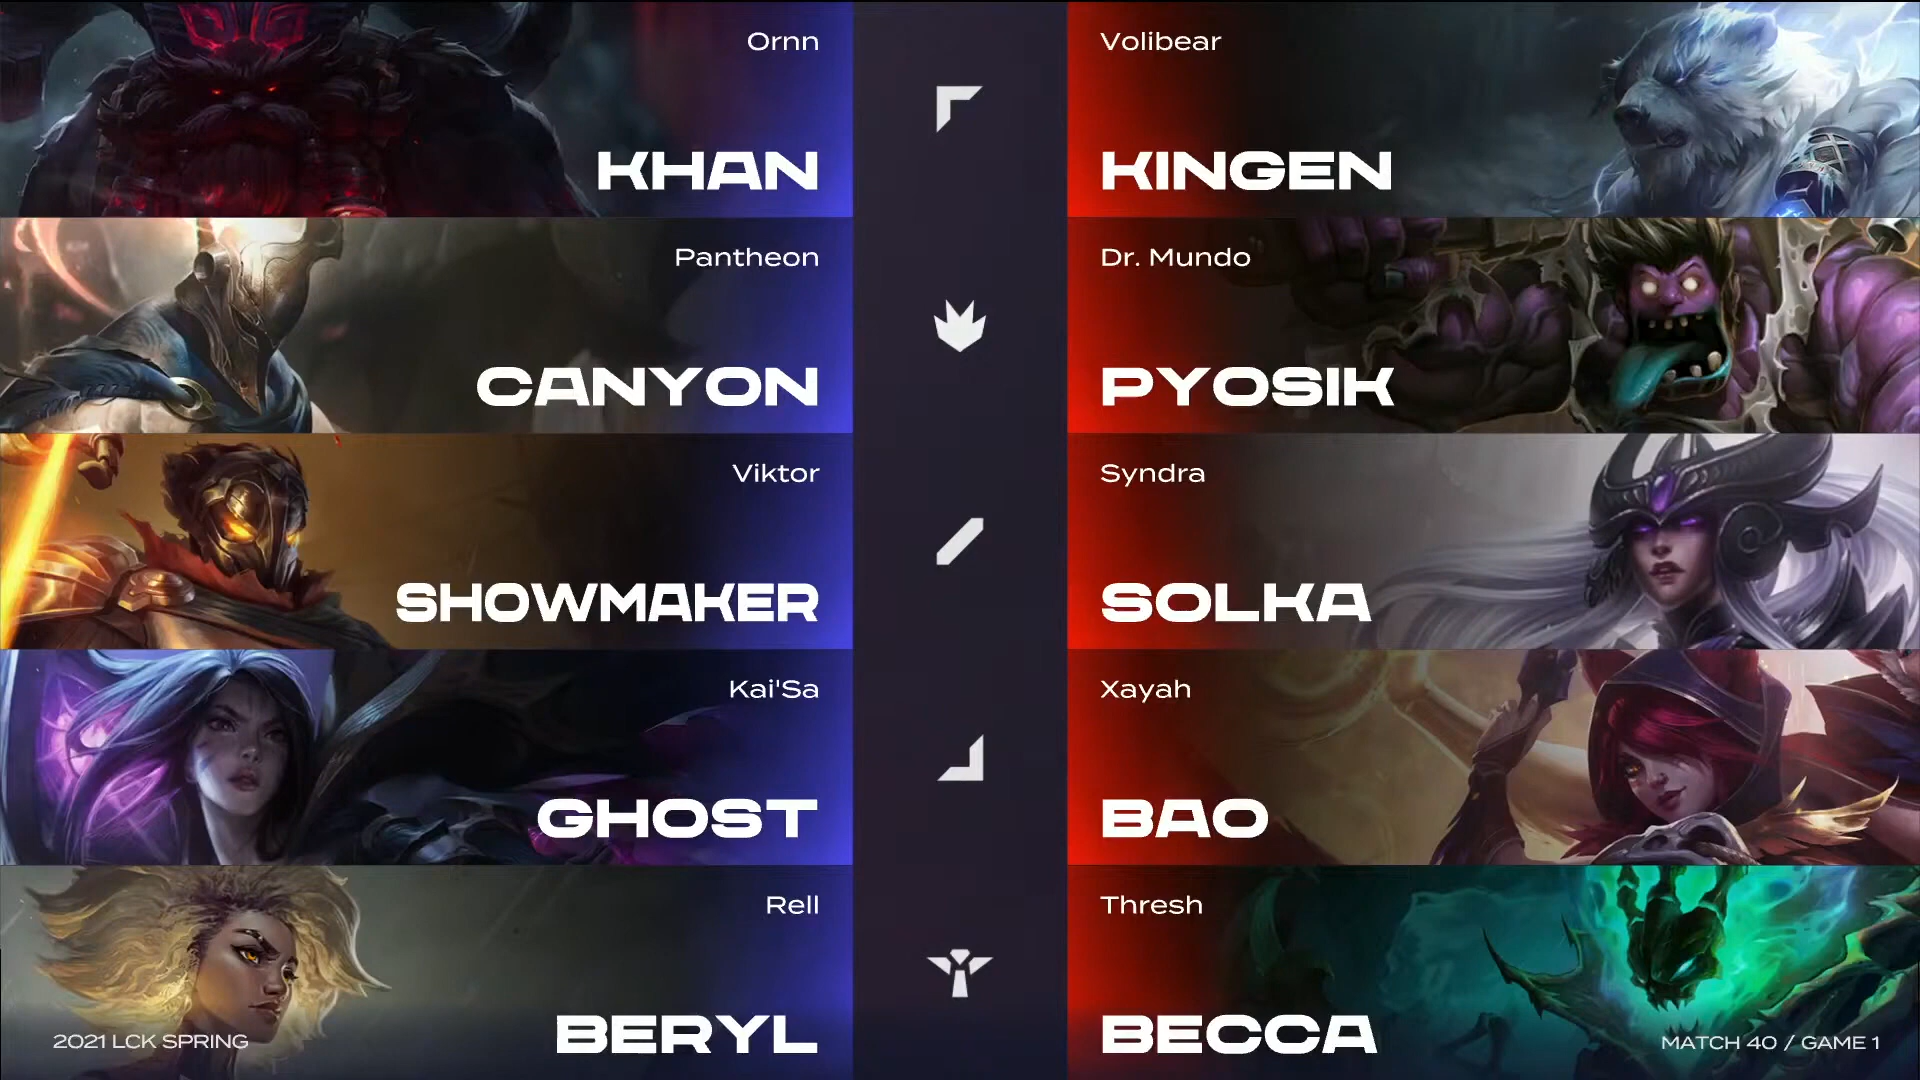 Ornn
KHAN
Volibear
KINGEN
Pantheon
CANYON
Dr. Mundo
PYOSIK
Viktor
SHOWMAKER
Syndra
SOLKA
Kai'Sa
GHOST
Xayah
BAO
Rell
BERYL
Thresh
BECCA
2021 LCK SPRING
MATCH 40 / GAME 1